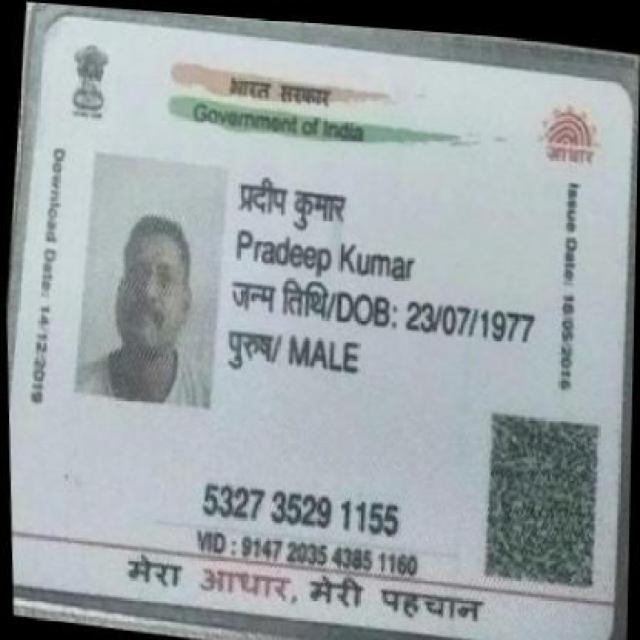 भारत सरकार
Government of India
आधार
Download Date: 14/12/2019
Issue Date: 16/05/2016
प्रदीप कुमार
Pradeep Kumar
जन्म तिथि/DOB: 23/07/1977
पुरुष/ MALE
5327 3529 1155
VID : 9147 2035 4385 1160
मेरा आधार, मेरी पहचान